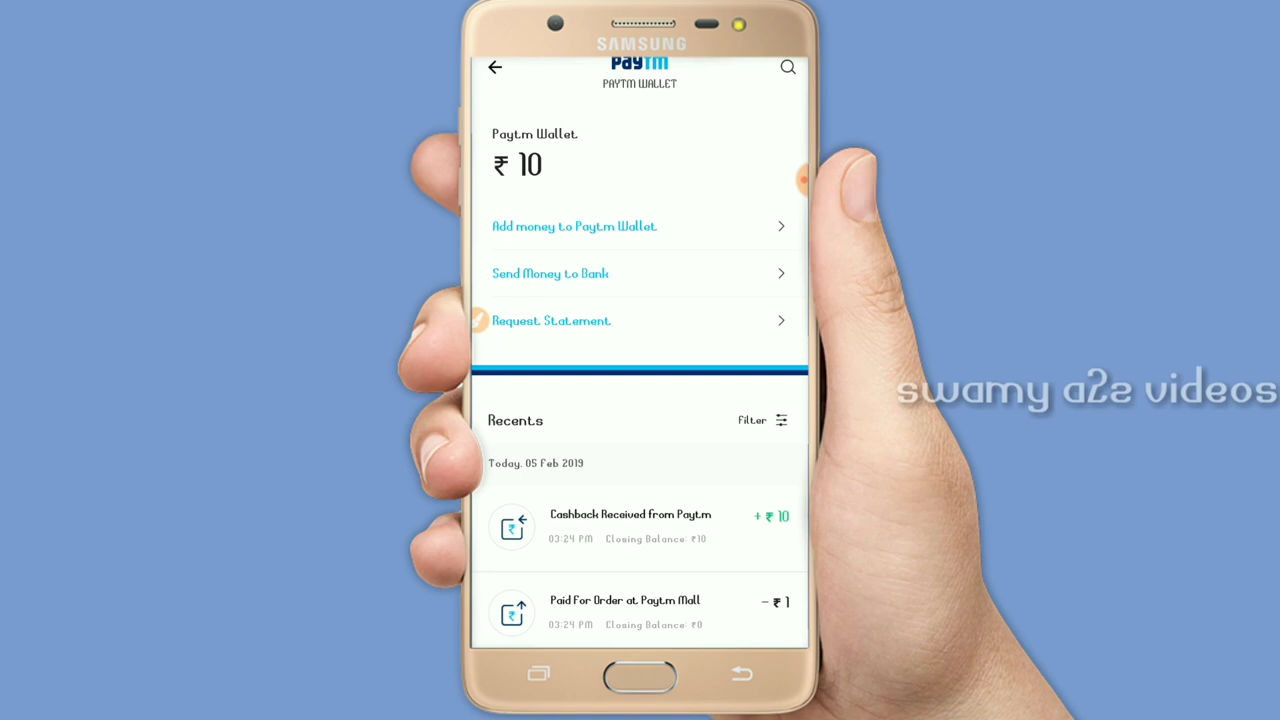 SAMSUNG
Paytm
PAYTM WALLET
Paytm Wallet
₹ 10
Add money to Paytm Wallet
Send Money to Bank
Request Statement
swamy a2z videos
Recents
Filter
Today, 05 Feb 2019
Cashback Received from Paytm
+ ₹ 10
03:24 PM Closing Balance: ₹10
Paid for Order at Paytm Mall
- ₹ 1
03:24 PM Closing Balance: ₹0